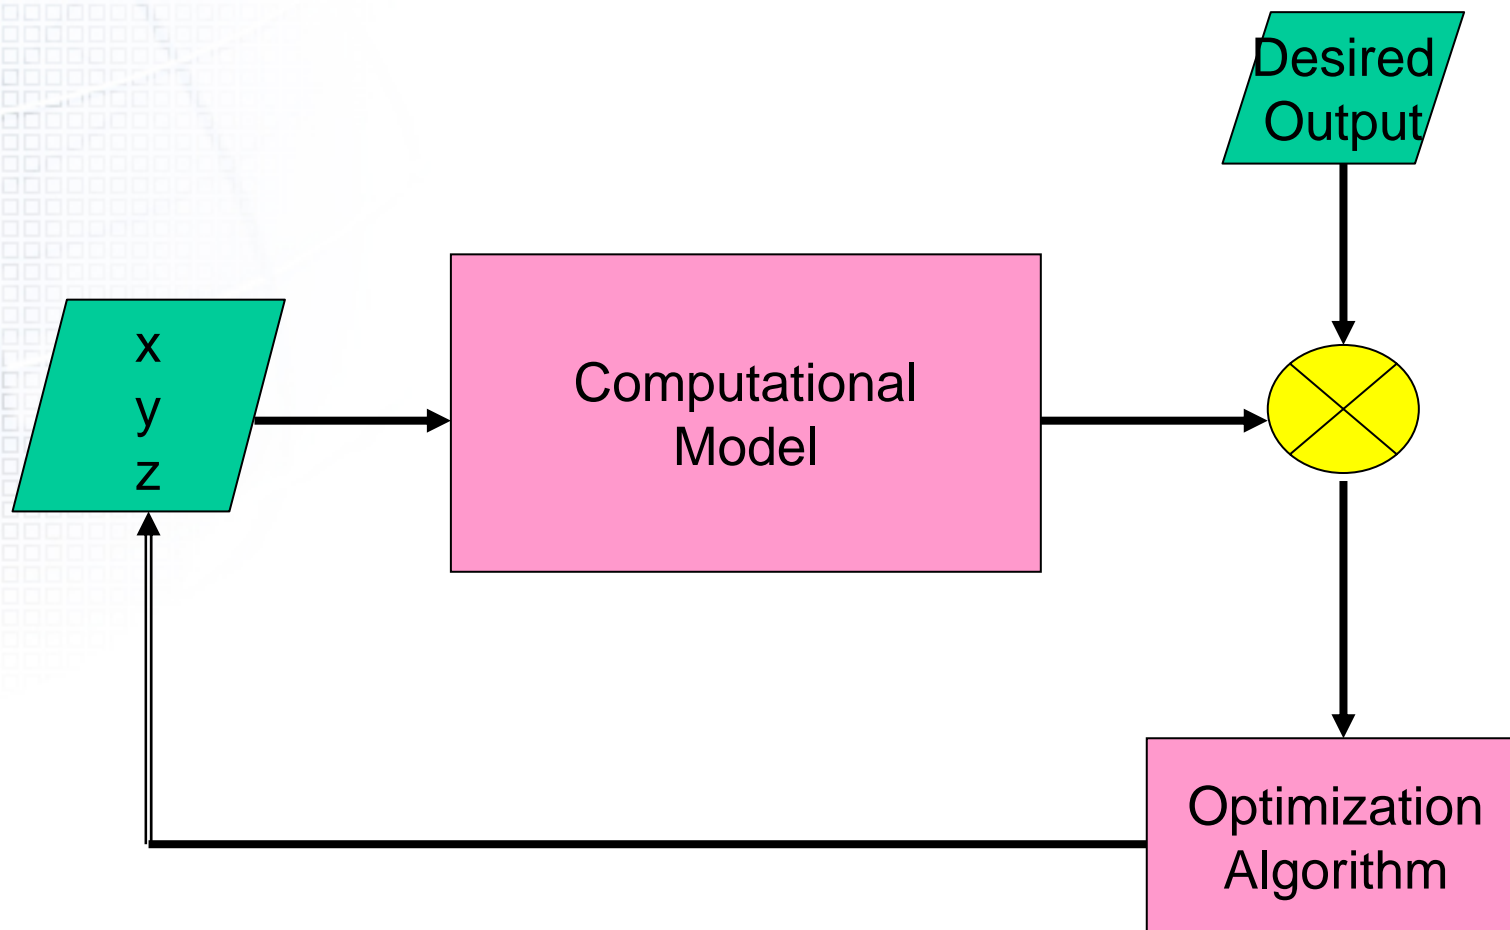 Desired
Output
x
y
z
Computational
Model
Optimization
Algorithm